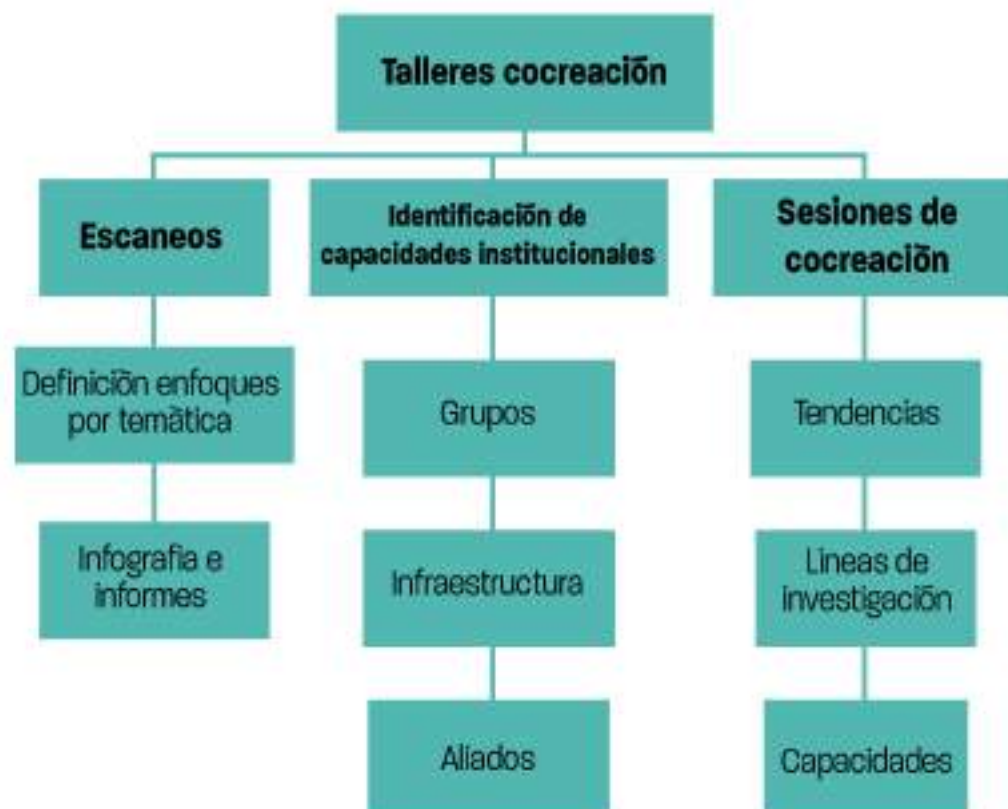 Talleres cocreación
Escaneos
Definición enfoques
por temática
Infografia e
informes
Identificación de
capacidades institucionales
Grupos
Infraestructura
Aliados
Sesiones de
cocreación
Tendencias
Lineas de
investigación
Capacidades